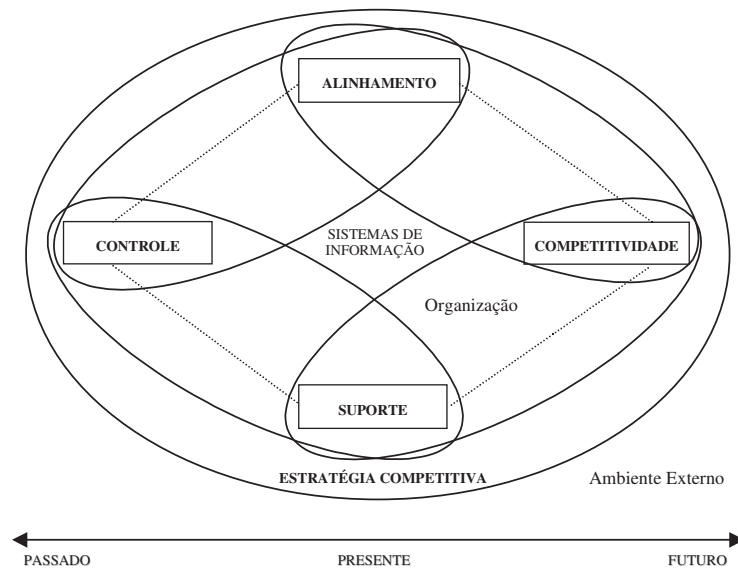 ALINHAMENTO
CONTROLE
SISTEMAS DE
INFORMAÇÃO
COMPETITIVIDADE
Organização
SUPORTE
ESTRATÉGIA COMPETITIVA
Ambiente Externo
PASSADO
PRESENTE
FUTURO